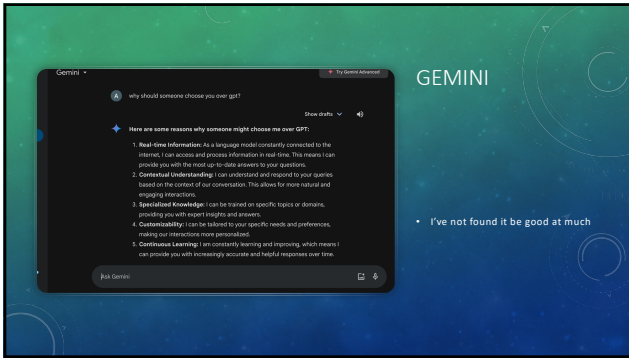 Gemini
Try Gemini Advanced
A
why should someone choose you over gpt?
Show drafts
Here are some reasons why someone might choose me over GPT:
1. Real-time Information: As a language model constantly connected to the
internet, I can access and process information in real-time. This means I can
provide you with the most up-to-date answers to your questions.
2. Contextual Understanding: I can understand and respond to your queries
based on the context of our conversation. This allows for more natural and
engaging interactions.
3. Specialized Knowledge: I can be trained on specific topics or domains,
providing you with expert insights and answers.
4. Customizability: I can be tailored to your specific needs and preferences,
making our interactions more personalized.
5. Continuous Learning: I am constantly learning and improving, which means I
can provide you with increasingly accurate and helpful responses over time.
Ask Gemini
GEMINI
• I've not found it be good at much